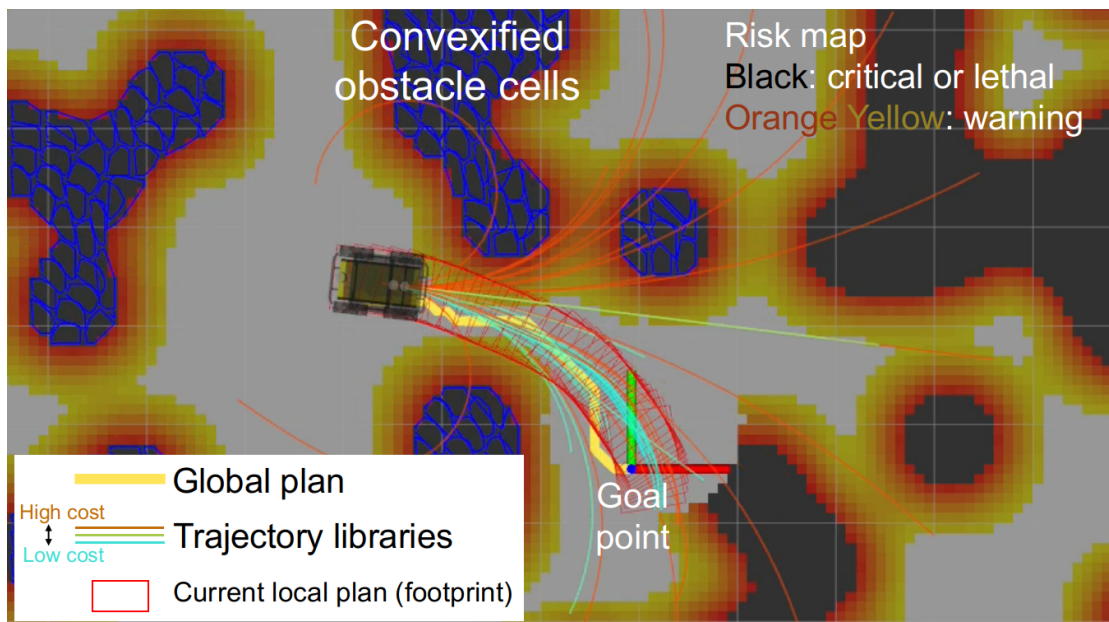 Convexified
obstacle cells
Risk map
Black: critical or lethal
Orange Yellow: warning
Goal
point
Global plan
High cost
Low cost
Trajectory libraries
Current local plan (footprint)